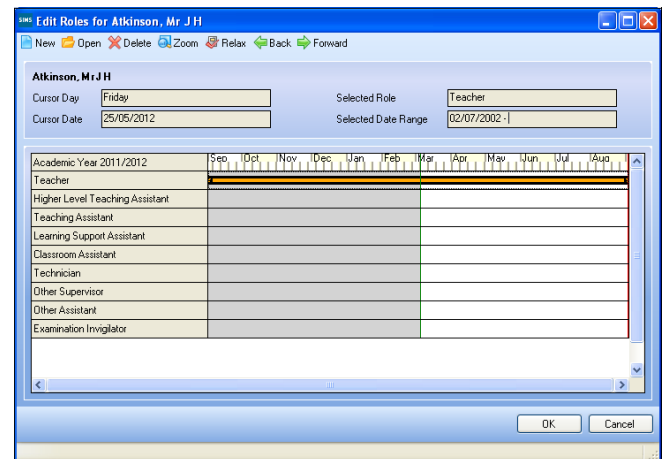 SIMS Edit Roles for Atkinson, Mr J H
New Open Delete Zoom Relax Back Forward
Atkinson, Mr J H
Cursor Day Friday Selected Role Teacher
Cursor Date 25/05/2012 Selected Date Range 02/07/2002 -
Academic Year 2011/2012 Sep Oct Nov Dec Jan Feb Mar Apr May Jun Jul Aug
Teacher
Higher Level Teaching Assistant
Teaching Assistant
Learning Support Assistant
Classroom Assistant
Technician
Other Supervisor
Other Assistant
Examination Invigilator
OK Cancel